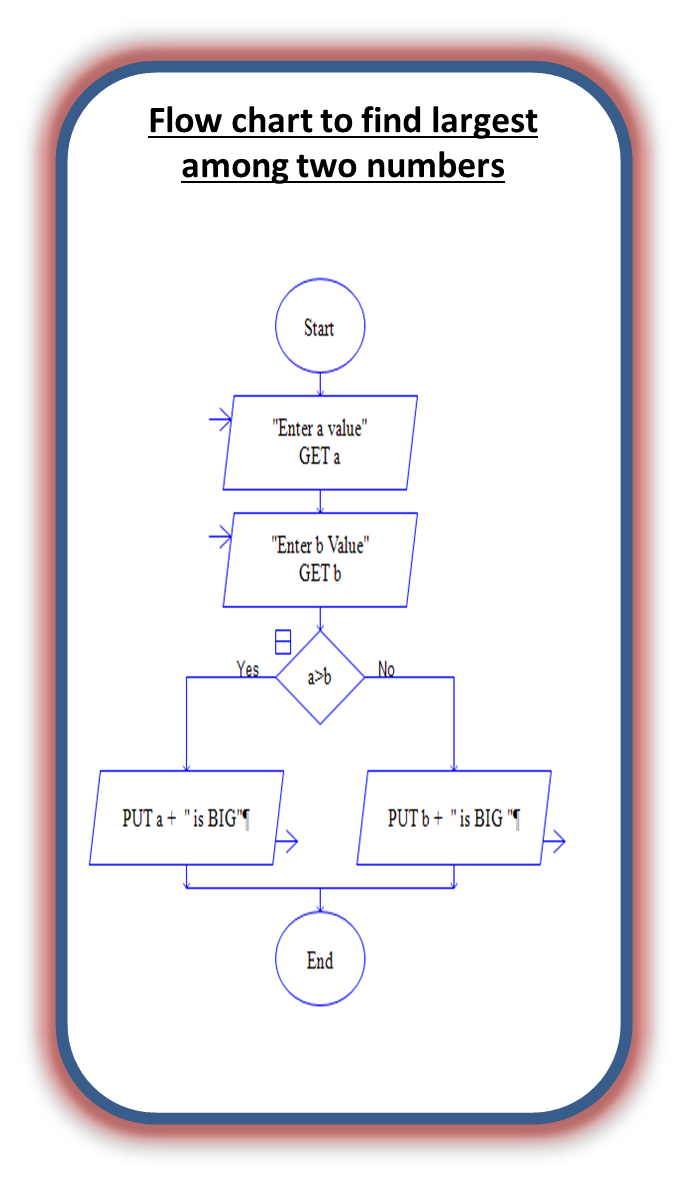 Flow chart to find largest
among two numbers
Start
"Enter a value"
GET a
"Enter b Value"
GET b
Yes
a>b
No
PUT a + " is BIG"¶
PUT b + " is BIG "¶
End